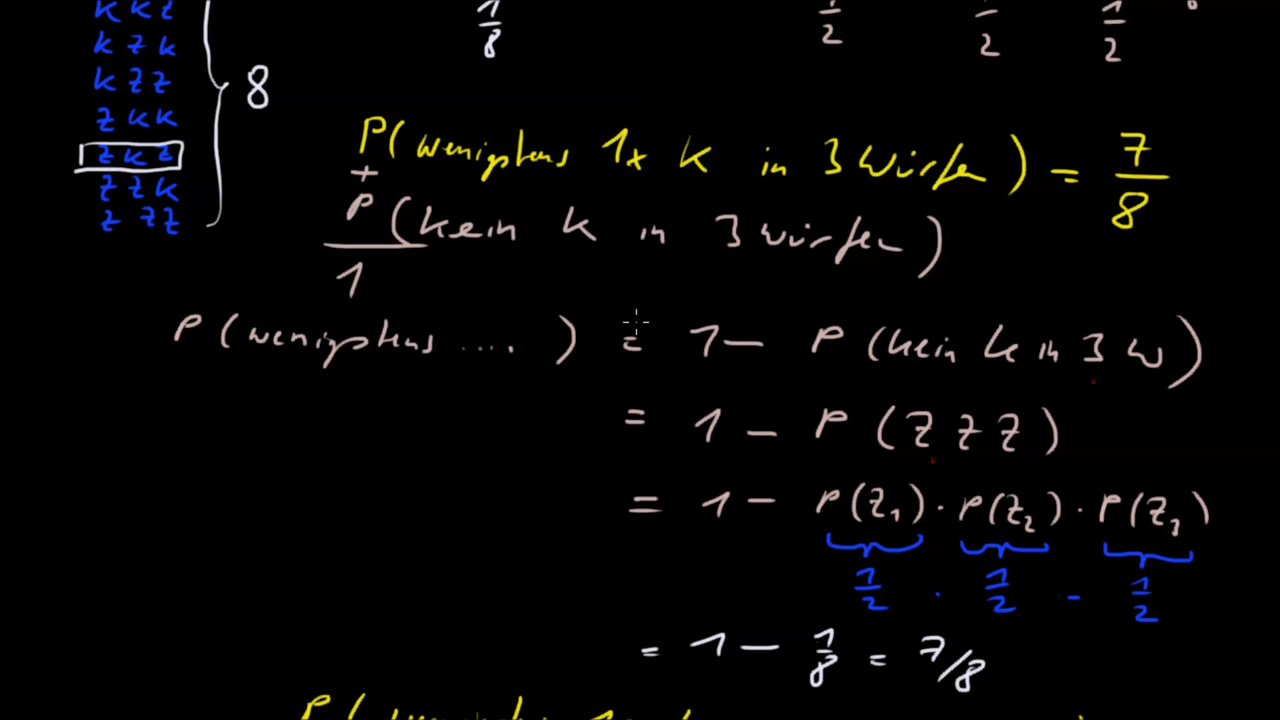 k k z
k z k
k z z
z k k
z k z
z z k
z z z
8
1/8
1/2 1/2 1/2
P(wenigstens 1x K in 3 Würfen) = 7/8
+
P(kein K in 3 Würfen)
1
P(wenigstens ....) = 1 - P(kein K in 3 W)
= 1 - P(Z Z Z)
= 1 - P(Z₁) · P(Z₂) · P(Z₃)
1/2 · 1/2 - 1/2
= 1 - 1/8 = 7/8